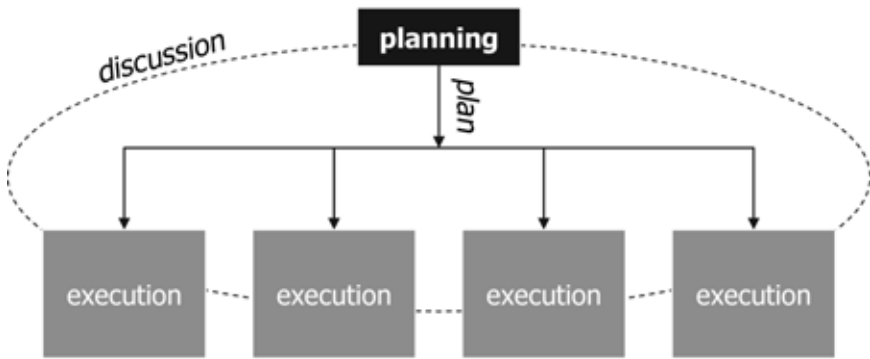 planning
discussion
plan
execution
execution
execution
execution